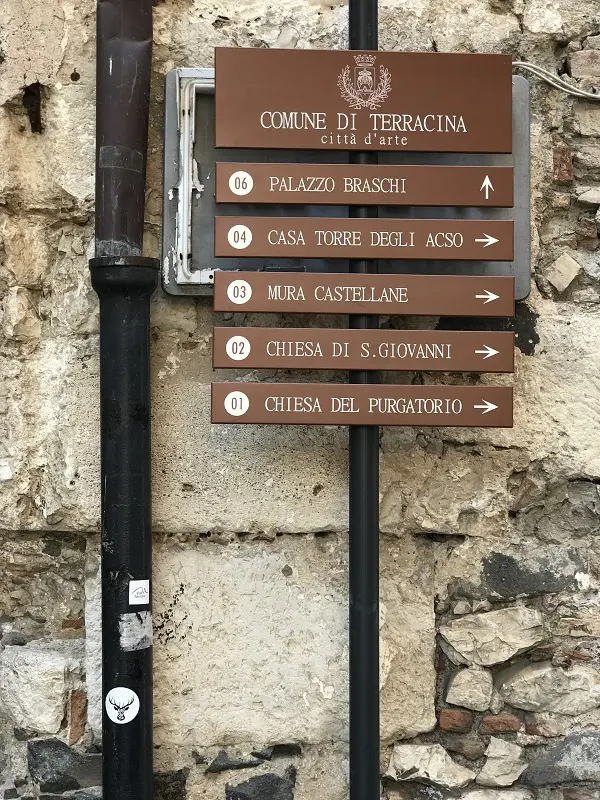 COMUNE DI TERRACINA
città d'arte
06 PALAZZO BRASCHI ↑
04 CASA TORRE DEGLI ACSO →
03 MURA CASTELLANE →
02 CHIESA DI S.GIOVANNI →
01 CHIESA DEL PURGATORIO →